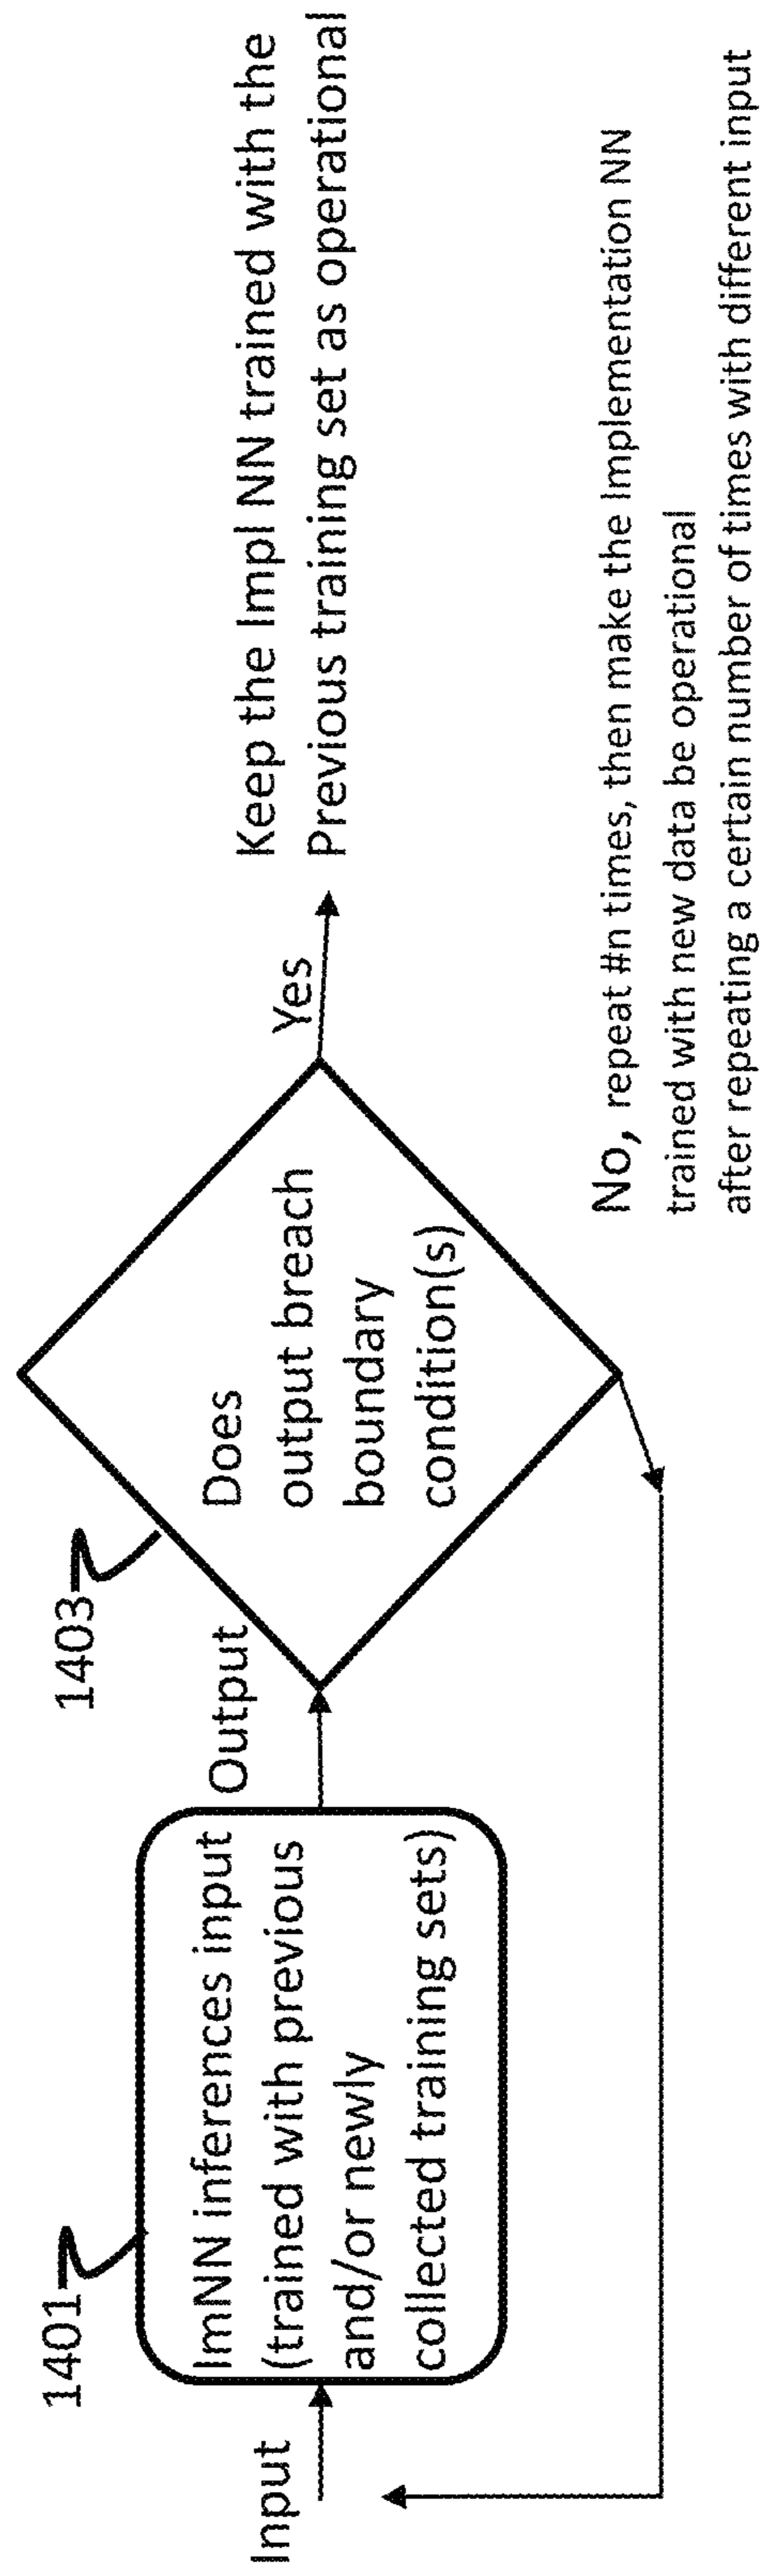 1401
Input
ImNN inferences input
(trained with previous
and/or newly
collected training sets)
Output
1403
Does
output breach
boundary
condition(s)
Yes
Keep the Impl NN trained with the
Previous training set as operational
No, repeat #n times, then make the Implementation NN
trained with new data be operational
after repeating a certain number of times with different input